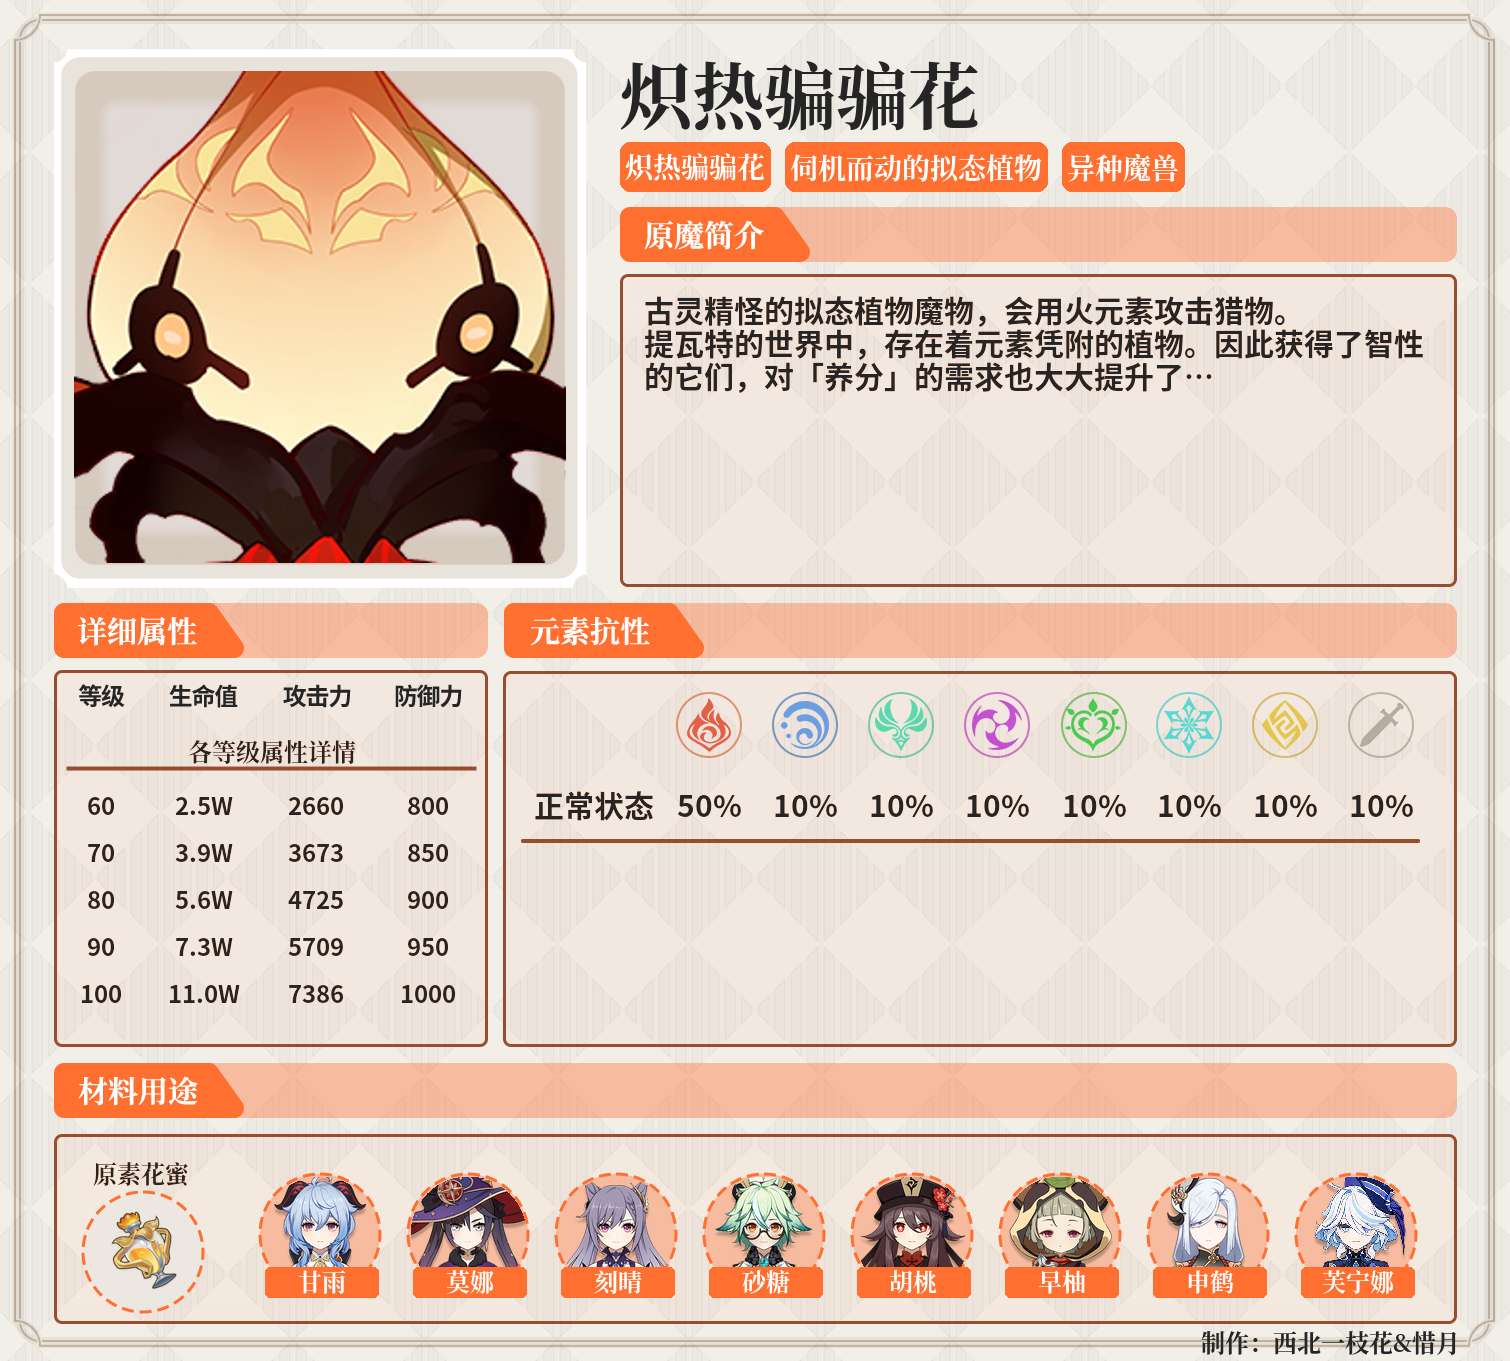 炽热骗骗花
炽热骗骗花 伺机而动的拟态植物 异种魔兽
原魔简介
古灵精怪的拟态植物魔物，会用火元素攻击猎物。
提瓦特的世界中，存在着元素凭附的植物。因此获得了智性
的它们，对「养分」的需求也大大提升了…
详细属性
等级 生命值 攻击力 防御力
各等级属性详情
60 2.5W 2660 800
70 3.9W 3673 850
80 5.6W 4725 900
90 7.3W 5709 950
100 11.0W 7386 1000
元素抗性
正常状态 50% 10% 10% 10% 10% 10% 10% 10%
材料用途
原素花蜜
甘雨 莫娜 刻晴 砂糖 胡桃 早柚 申鹤 芙宁娜
制作：西北一枝花&惜月